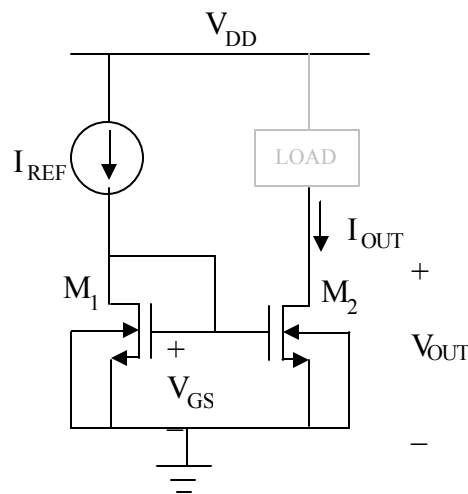 V_DD
I_REF
LOAD
I_OUT
+
M_1
M_2
+
V_GS
–
V_OUT
–